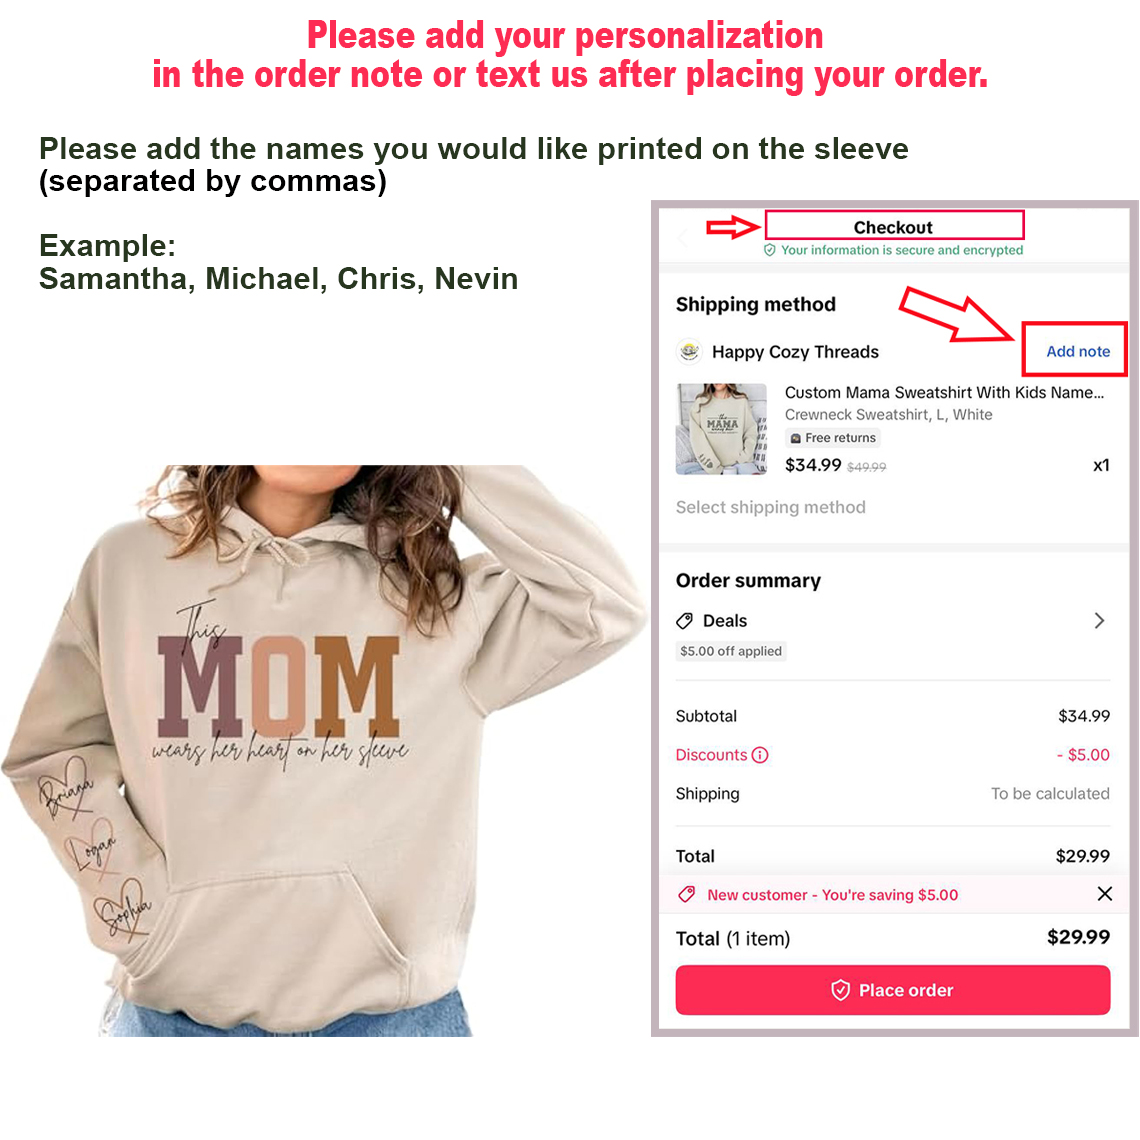 Please add your personalization
in the order note or text us after placing your order.
Please add the names you would like printed on the sleeve
(separated by commas)
Example:
Samantha, Michael, Chris, Nevin
This
MOM
wears her heart on her sleeve
Briana
Logan
Sophia
Checkout
Your information is secure and encrypted
Shipping method
Happy Cozy Threads
Add note
Custom Mama Sweatshirt With Kids Name...
Crewneck Sweatshirt, L, White
Free returns
$34.99 $49.99
x1
MAMA
Select shipping method
Order summary
Deals
$5.00 off applied
Subtotal $34.99
Discounts - $5.00
Shipping To be calculated
Total $29.99
New customer - You're saving $5.00
Total (1 item) $29.99
Place order